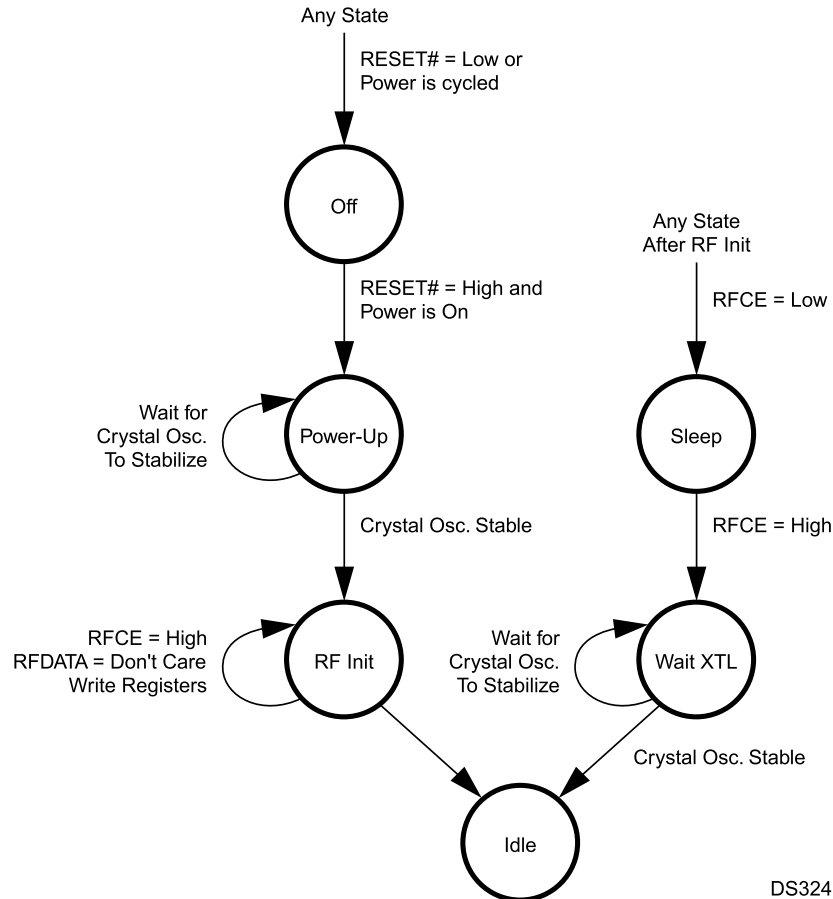 Any State
RESET# = Low or
Power is cycled
Off
Any State
After RF Init
RESET# = High and
Power is On
RFCE = Low
Wait for
Crystal Osc.
To Stabilize
Power-Up
Sleep
Crystal Osc. Stable
RFCE = High
RFCE = High
RFDATA = Don't Care
Write Registers
RF Init
Wait for
Crystal Osc.
To Stabilize
Wait XTL
Crystal Osc. Stable
Idle
DS324